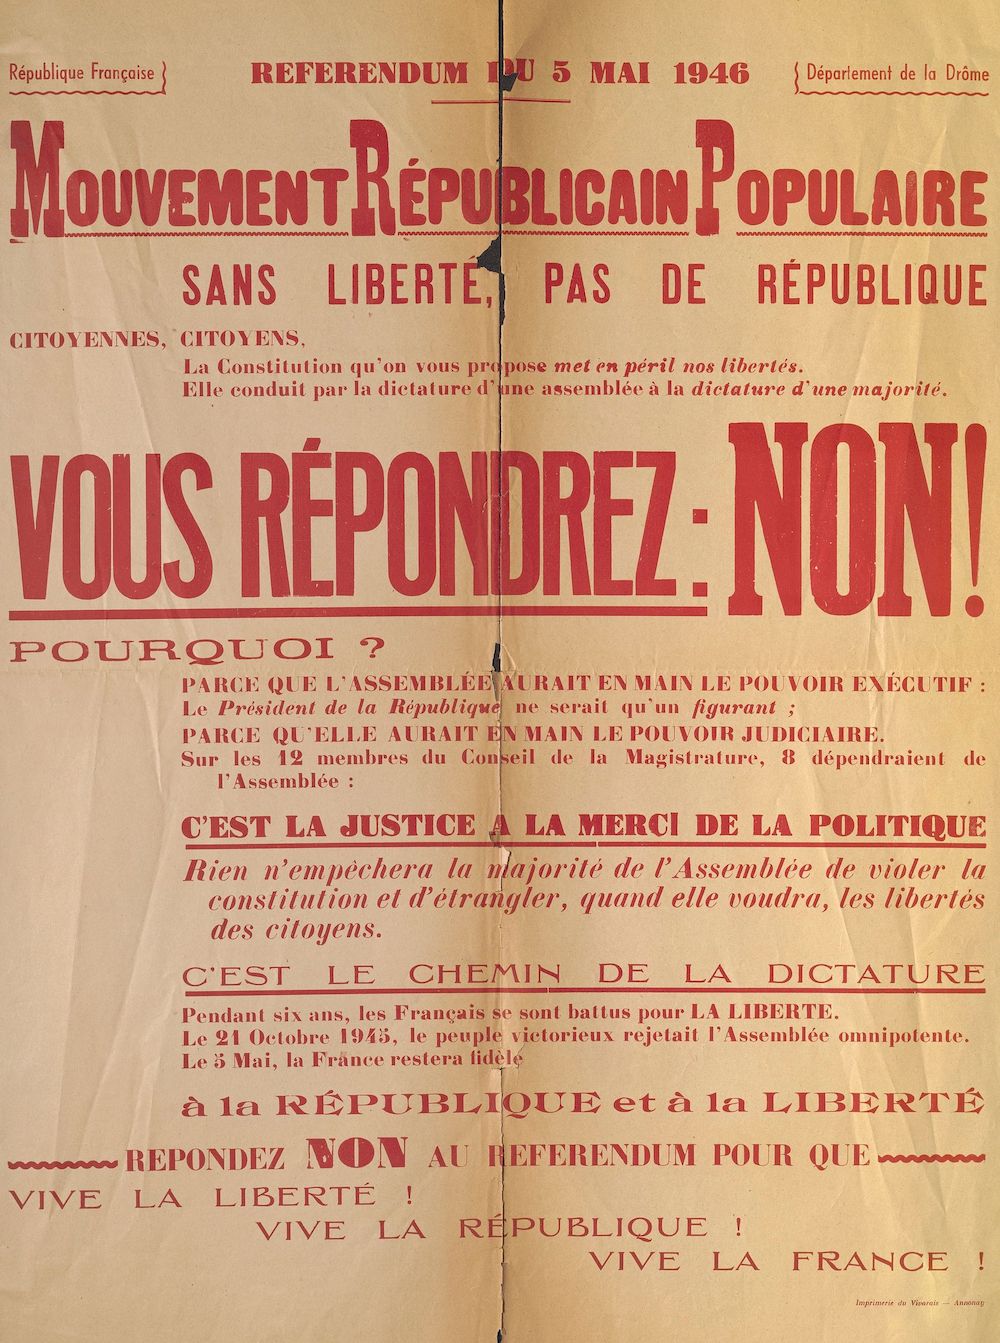 République Française
REFERENDUM DU 5 MAI 1946
Département de la Drôme
MOUVEMENT RÉPUBLICAIN POPULAIRE
SANS LIBERTÉ, PAS DE RÉPUBLIQUE
CITOYENNES, CITOYENS,
La Constitution qu'on vous propose met en péril nos libertés.
Elle conduit par la dictature d'une assemblée à la dictature d'une majorité.
VOUS RÉPONDREZ : NON !
POURQUOI ?
PARCE QUE L'ASSEMBLÉE AURAIT EN MAIN LE POUVOIR EXÉCUTIF :
Le Président de la République ne serait qu'un figurant ;
PARCE QU'ELLE AURAIT EN MAIN LE POUVOIR JUDICIAIRE.
Sur les 12 membres du Conseil de la Magistrature, 8 dépendraient de
l'Assemblée :
C'EST LA JUSTICE A LA MERCI DE LA POLITIQUE
Rien n'empêchera la majorité de l'Assemblée de violer la
constitution et d'étrangler, quand elle voudra, les libertés
des citoyens.
C'EST LE CHEMIN DE LA DICTATURE
Pendant six ans, les Français se sont battus pour LA LIBERTE.
Le 21 Octobre 1945, le peuple victorieux rejetait l'Assemblée omnipotente.
Le 5 Mai, la France restera fidèle
à la RÉPUBLIQUE et à la LIBERTÉ
REPONDEZ NON AU REFERENDUM POUR QUE
VIVE LA LIBERTÉ !
VIVE LA RÉPUBLIQUE !
VIVE LA FRANCE !
Imprimerie du Vivarais — Annonay